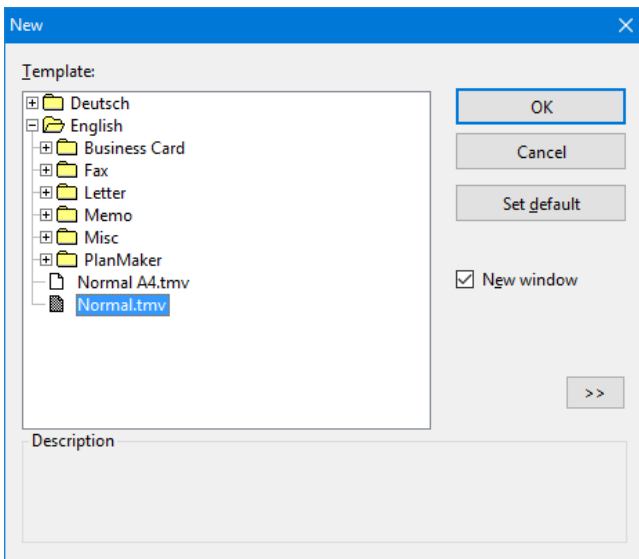 New
Template:
Deutsch
English
Business Card
Fax
Letter
Memo
Misc
PlanMaker
Normal A4.tmv
Normal.tmv
OK
Cancel
Set default
New window
>>
Description